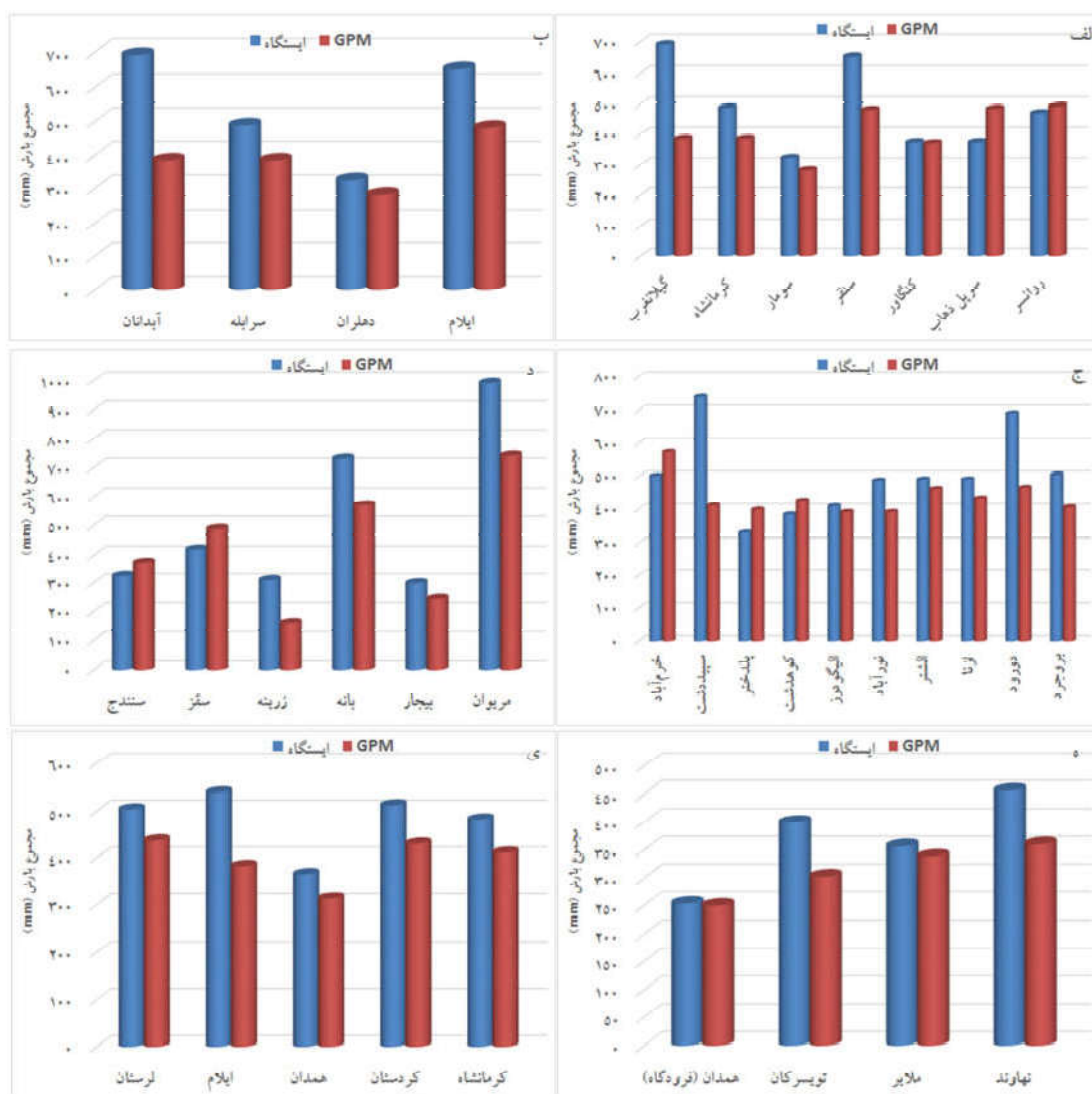 الف
ایستگاه GPM
مجموع بارش (mm)
۷۰۰
۶۰۰
۵۰۰
۴۰۰
۳۰۰
۲۰۰
۱۰۰
۰
گیلانغرب
کرمانشاه
سومار
سنقر
کنگاور
سرپل ذهاب
روانسر
ب
ایستگاه GPM
مجموع بارش (mm)
۷۰۰
۶۰۰
۵۰۰
۴۰۰
۳۰۰
۲۰۰
۱۰۰
۰
آبدانان
سرابله
دهلران
ایلام
ج
ایستگاه GPM
مجموع بارش (mm)
۸۰۰
۷۰۰
۶۰۰
۵۰۰
۴۰۰
۳۰۰
۲۰۰
۱۰۰
۰
خرم‌آباد
سپیددشت
پلدختر
کوهدشت
الیگودرز
نورآباد
الشتر
ازنا
دورود
بروجرد
د
ایستگاه GPM
مجموع بارش (mm)
۱۰۰۰
۹۰۰
۸۰۰
۷۰۰
۶۰۰
۵۰۰
۴۰۰
۳۰۰
۲۰۰
۱۰۰
۰
سنندج
سقز
زرینه
بانه
بیجار
مریوان
ه
ایستگاه GPM
مجموع بارش (mm)
۵۰۰
۴۵۰
۴۰۰
۳۵۰
۳۰۰
۲۵۰
۲۰۰
۱۵۰
۱۰۰
۵۰
۰
همدان (فرودگاه)
تویسرکان
ملایر
نهاوند
ی
ایستگاه GPM
مجموع بارش (mm)
۶۰۰
۵۰۰
۴۰۰
۳۰۰
۲۰۰
۱۰۰
۰
لرستان
ایلام
همدان
کردستان
کرمانشاه